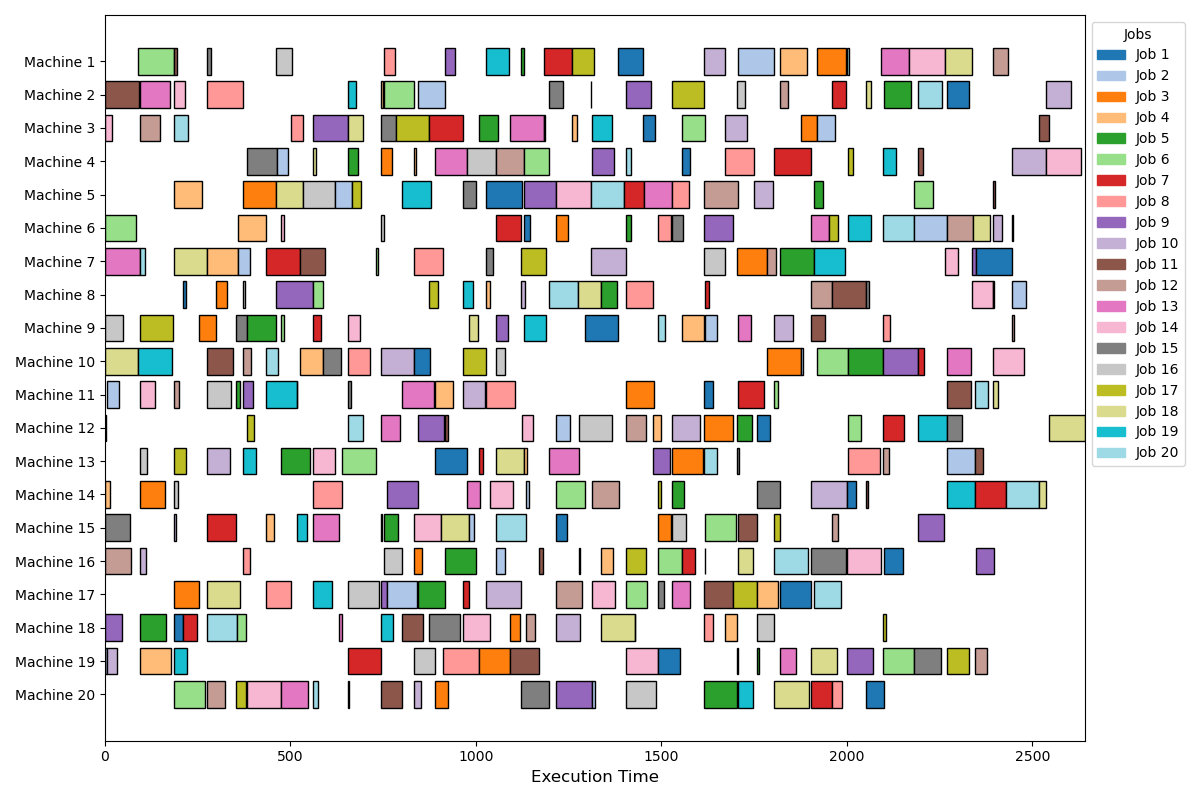 Machine 1
Machine 2
Machine 3
Machine 4
Machine 5
Machine 6
Machine 7
Machine 8
Machine 9
Machine 10
Machine 11
Machine 12
Machine 13
Machine 14
Machine 15
Machine 16
Machine 17
Machine 18
Machine 19
Machine 20
0 500 1000 1500 2000 2500
Execution Time
Jobs
Job 1
Job 2
Job 3
Job 4
Job 5
Job 6
Job 7
Job 8
Job 9
Job 10
Job 11
Job 12
Job 13
Job 14
Job 15
Job 16
Job 17
Job 18
Job 19
Job 20